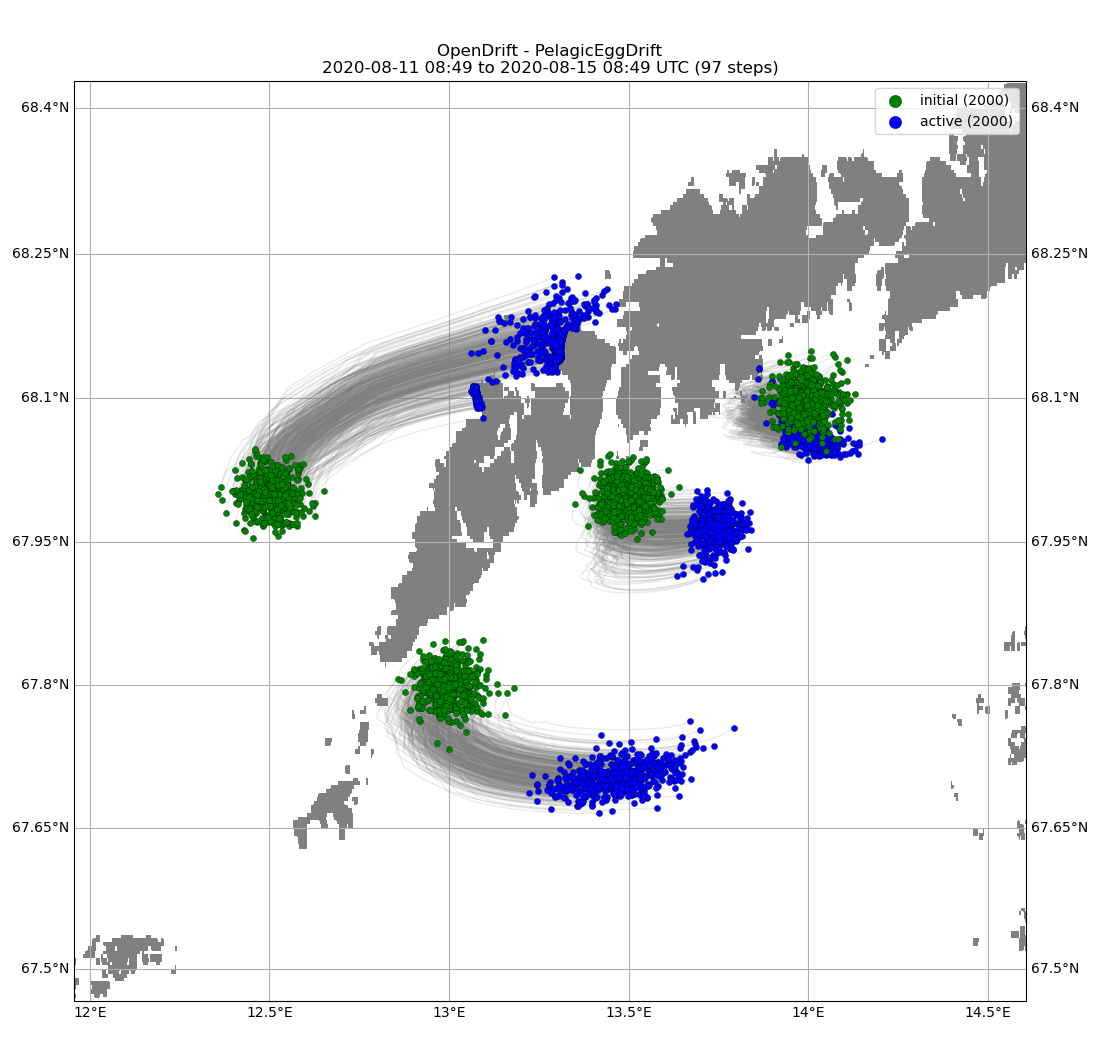 OpenDrift - PelagicEggDrift
2020-08-11 08:49 to 2020-08-15 08:49 UTC (97 steps)
initial (2000)
active (2000)
68.4°N
68.4°N
68.25°N
68.25°N
68.1°N
68.1°N
67.95°N
67.95°N
67.8°N
67.8°N
67.65°N
67.65°N
67.5°N
67.5°N
12°E
12.5°E
13°E
13.5°E
14°E
14.5°E